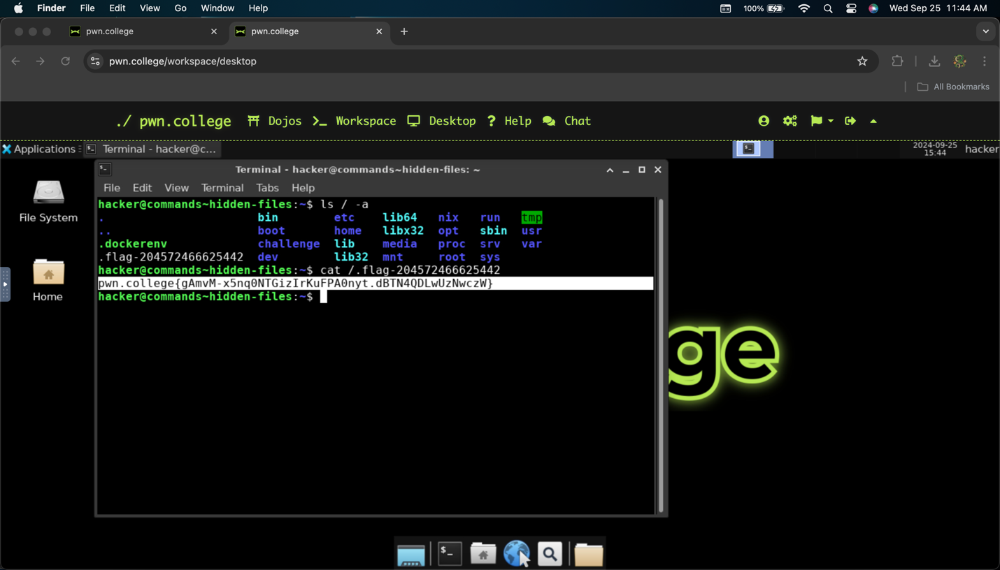 Finder File Edit View Go Window Help 100% Wed Sep 25 11:44 AM
pwn.college pwn.college
pwn.college/workspace/desktop
All Bookmarks
./ pwn.college Dojos Workspace Desktop ? Help Chat
Applications Terminal - hacker@c... 2024-09-25 hacker
15:44
Terminal - hacker@commands~hidden-files: ~
File Edit View Terminal Tabs Help
hacker@commands~hidden-files:~$ ls / -a
. bin etc lib64 nix run tmp
.. boot home libx32 opt sbin usr
.dockerenv challenge lib media proc srv var
.flag-204572466625442 dev lib32 mnt root sys
hacker@commands~hidden-files:~$ cat /.flag-204572466625442
pwn.college{gAmvM-x5nq0NTGizIrKuFPA0nyt.dBTN4QDLwUzNwczW}
hacker@commands~hidden-files:~$
File System
Home
ge